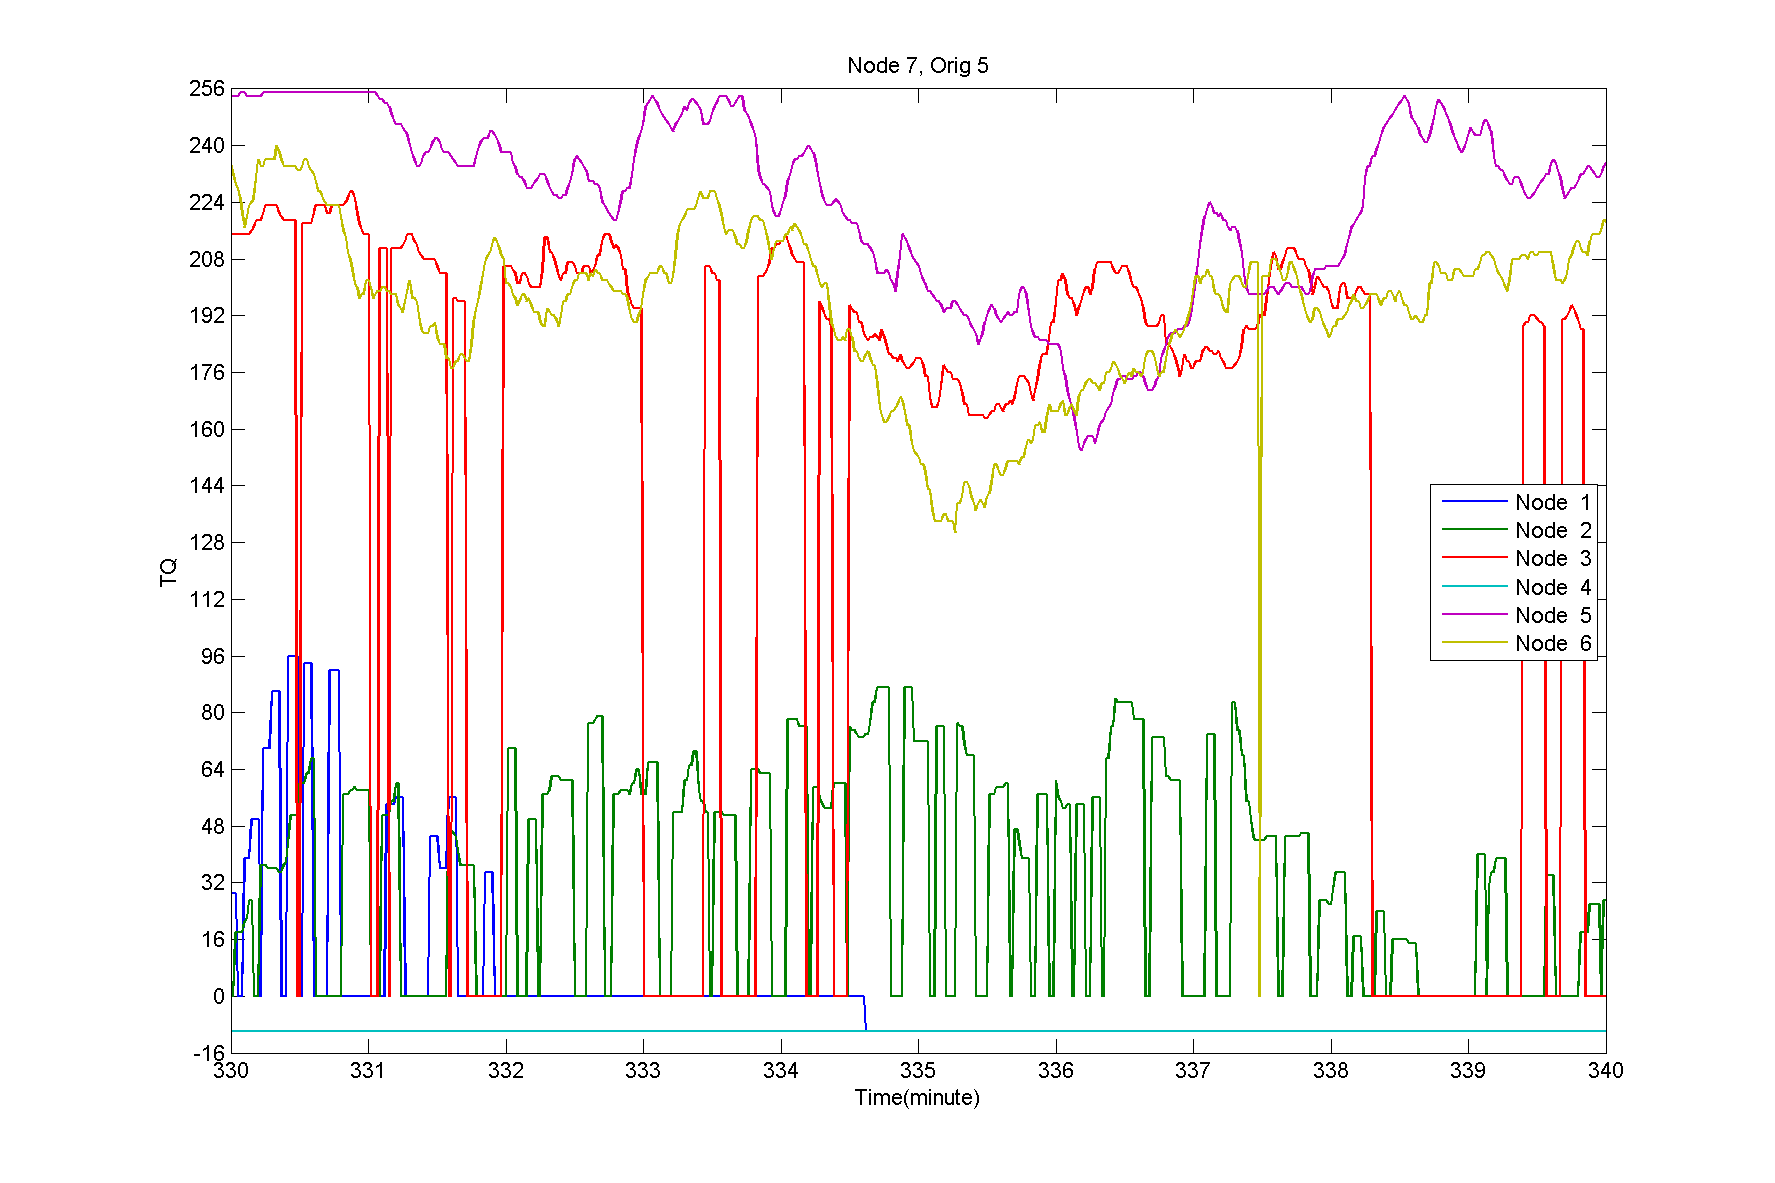 Node 7, Orig 5
256
240
224
208
192
176
160
144
128
112
96
80
64
48
32
16
0
-16
TQ
330 331 332 333 334 335 336 337 338 339 340
Time(minute)
Node 1
Node 2
Node 3
Node 4
Node 5
Node 6